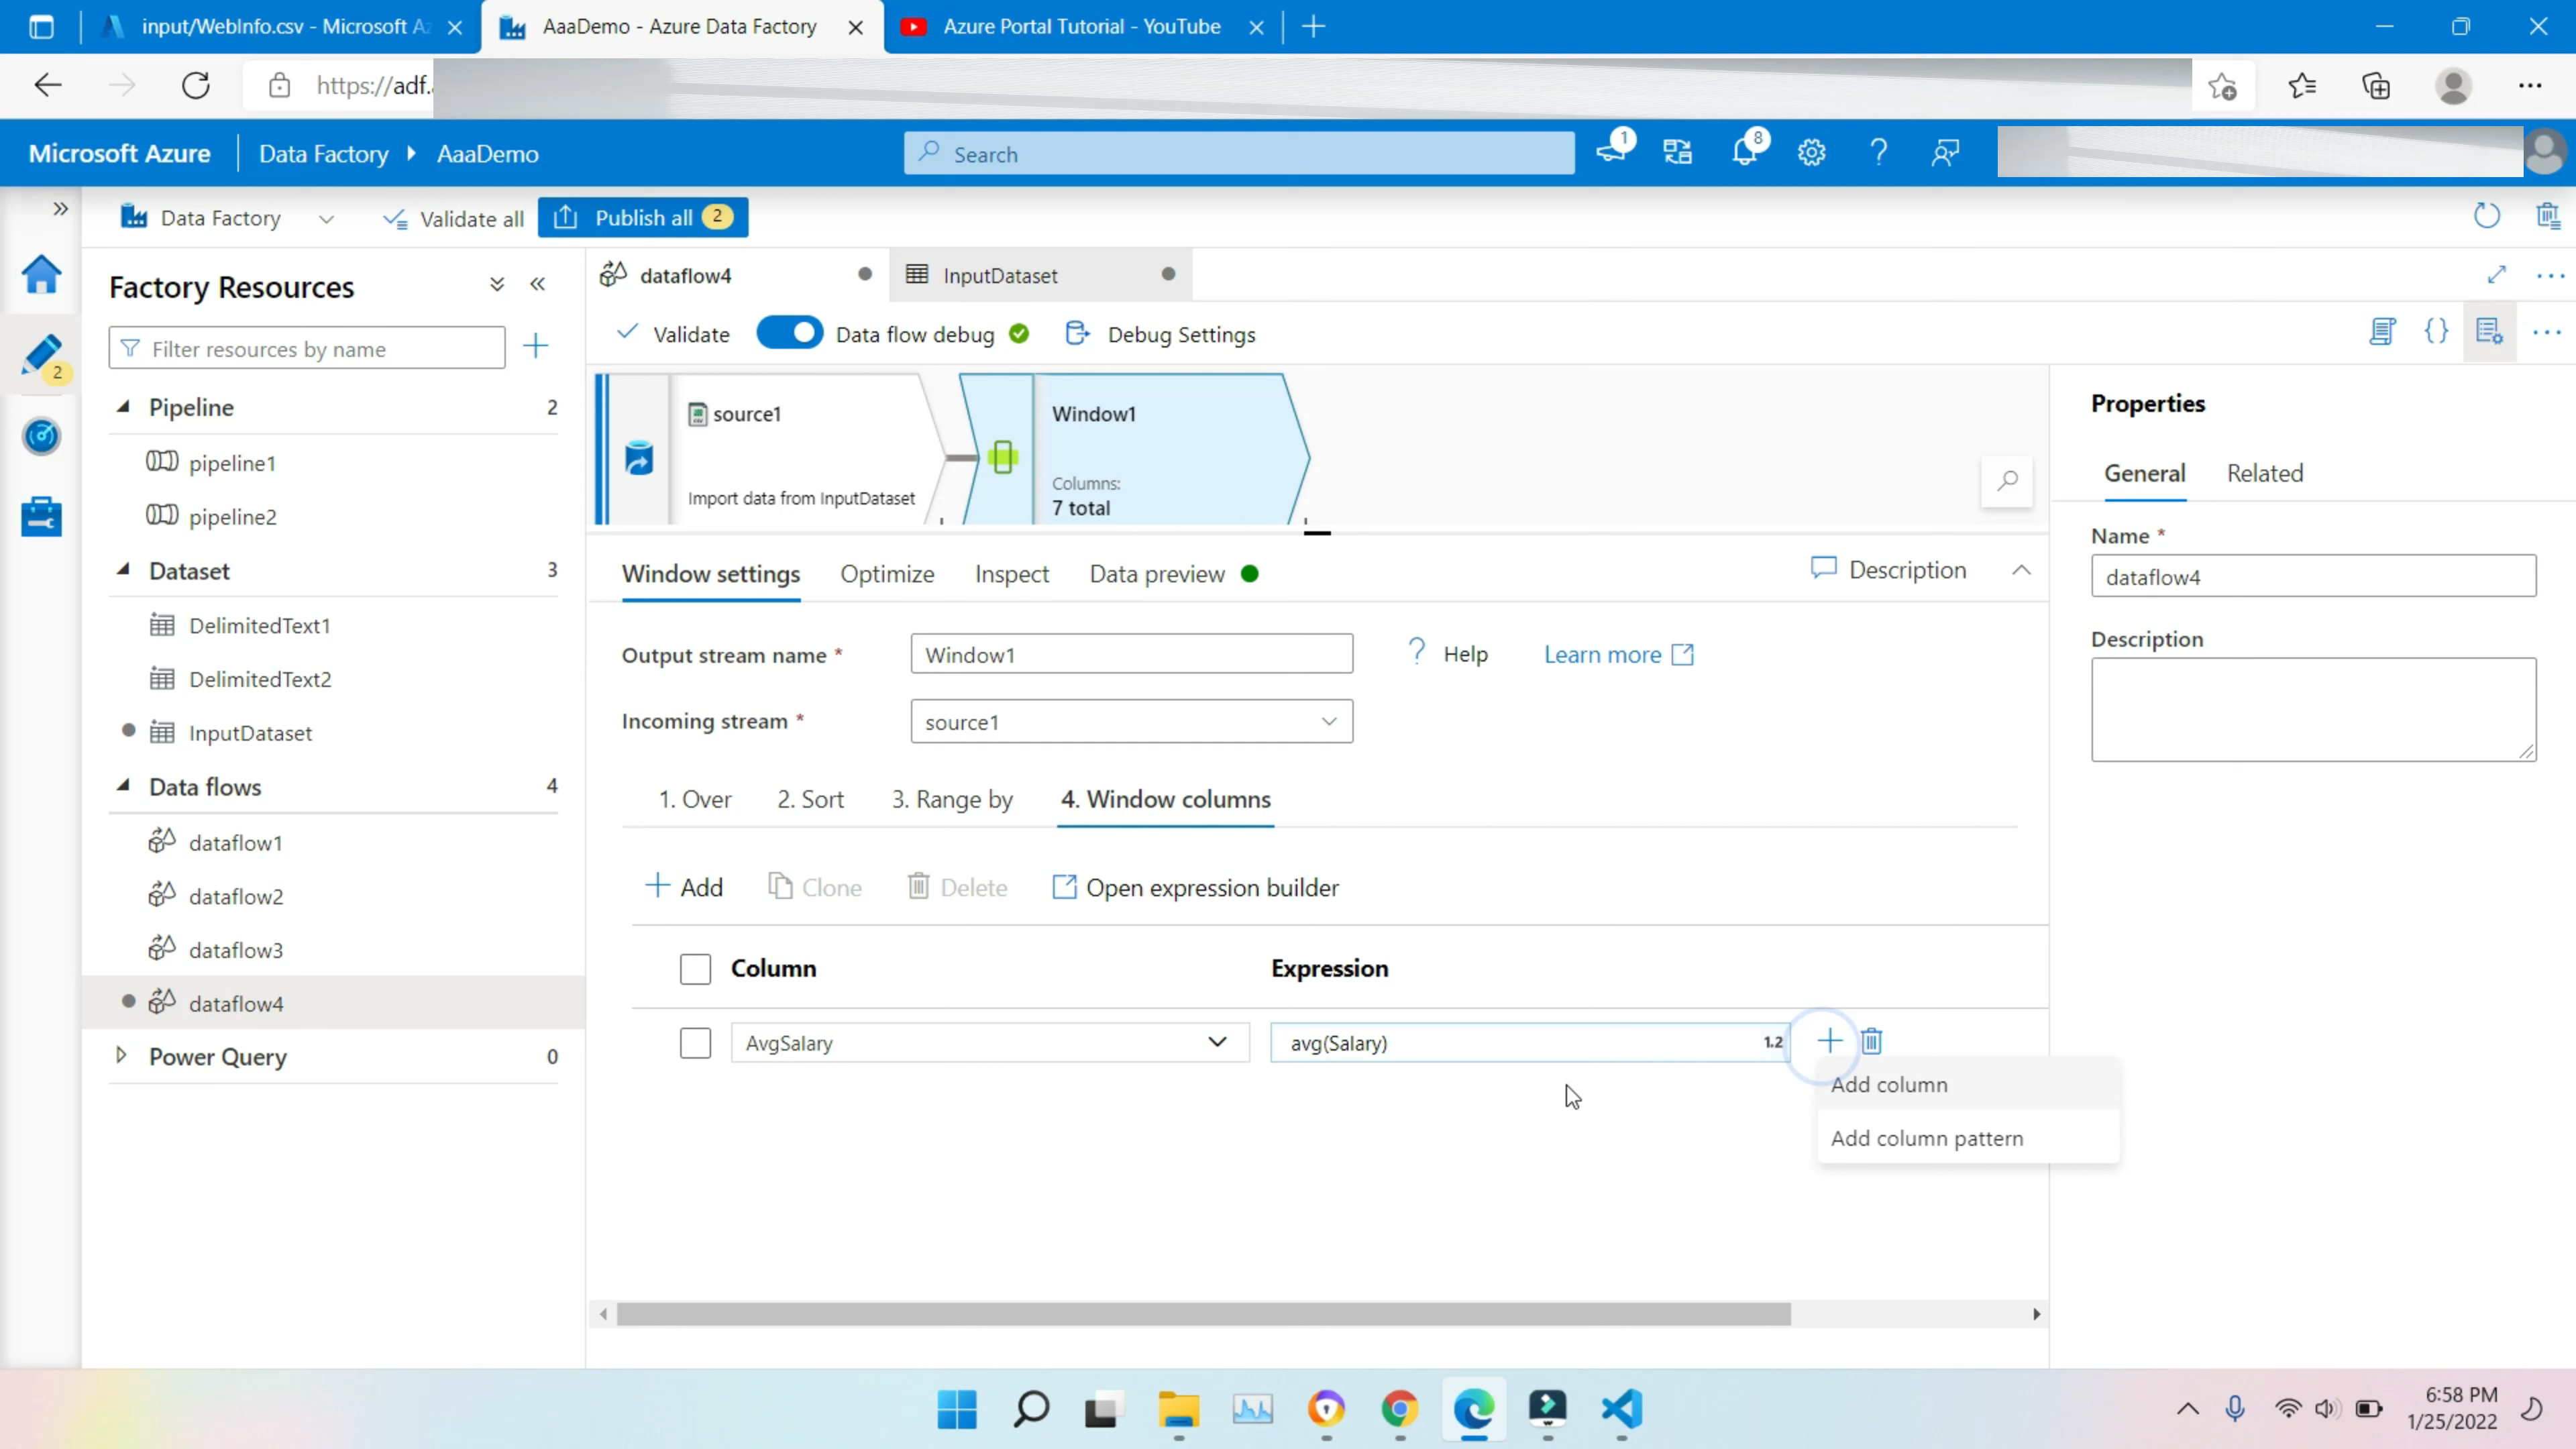 input/WebInfo.csv - Microsoft Az
AaaDemo - Azure Data Factory
Azure Portal Tutorial - YouTube
https://adf.
Microsoft Azure
Data Factory
AaaDemo
Search
1
8
Data Factory
Validate all
Publish all 2
Factory Resources
Filter resources by name
2
Pipeline 2
pipeline1
pipeline2
Dataset 3
DelimitedText1
DelimitedText2
InputDataset
Data flows 4
dataflow1
dataflow2
dataflow3
dataflow4
Power Query 0
dataflow4
InputDataset
Validate
Data flow debug
Debug Settings
source1
Import data from InputDataset
Window1
Columns:
7 total
Window settings
Optimize
Inspect
Data preview
Description
Output stream name *
Window1
Help
Learn more
Incoming stream *
source1
1. Over
2. Sort
3. Range by
4. Window columns
Add
Clone
Delete
Open expression builder
Column
Expression
AvgSalary
avg(Salary)
1.2
Add column
Add column pattern
Properties
General
Related
Name *
dataflow4
Description
6:58 PM
1/25/2022